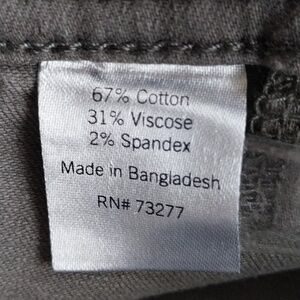 67% Cotton
31% Viscose
2% Spandex
Made in Bangladesh
RN# 73277